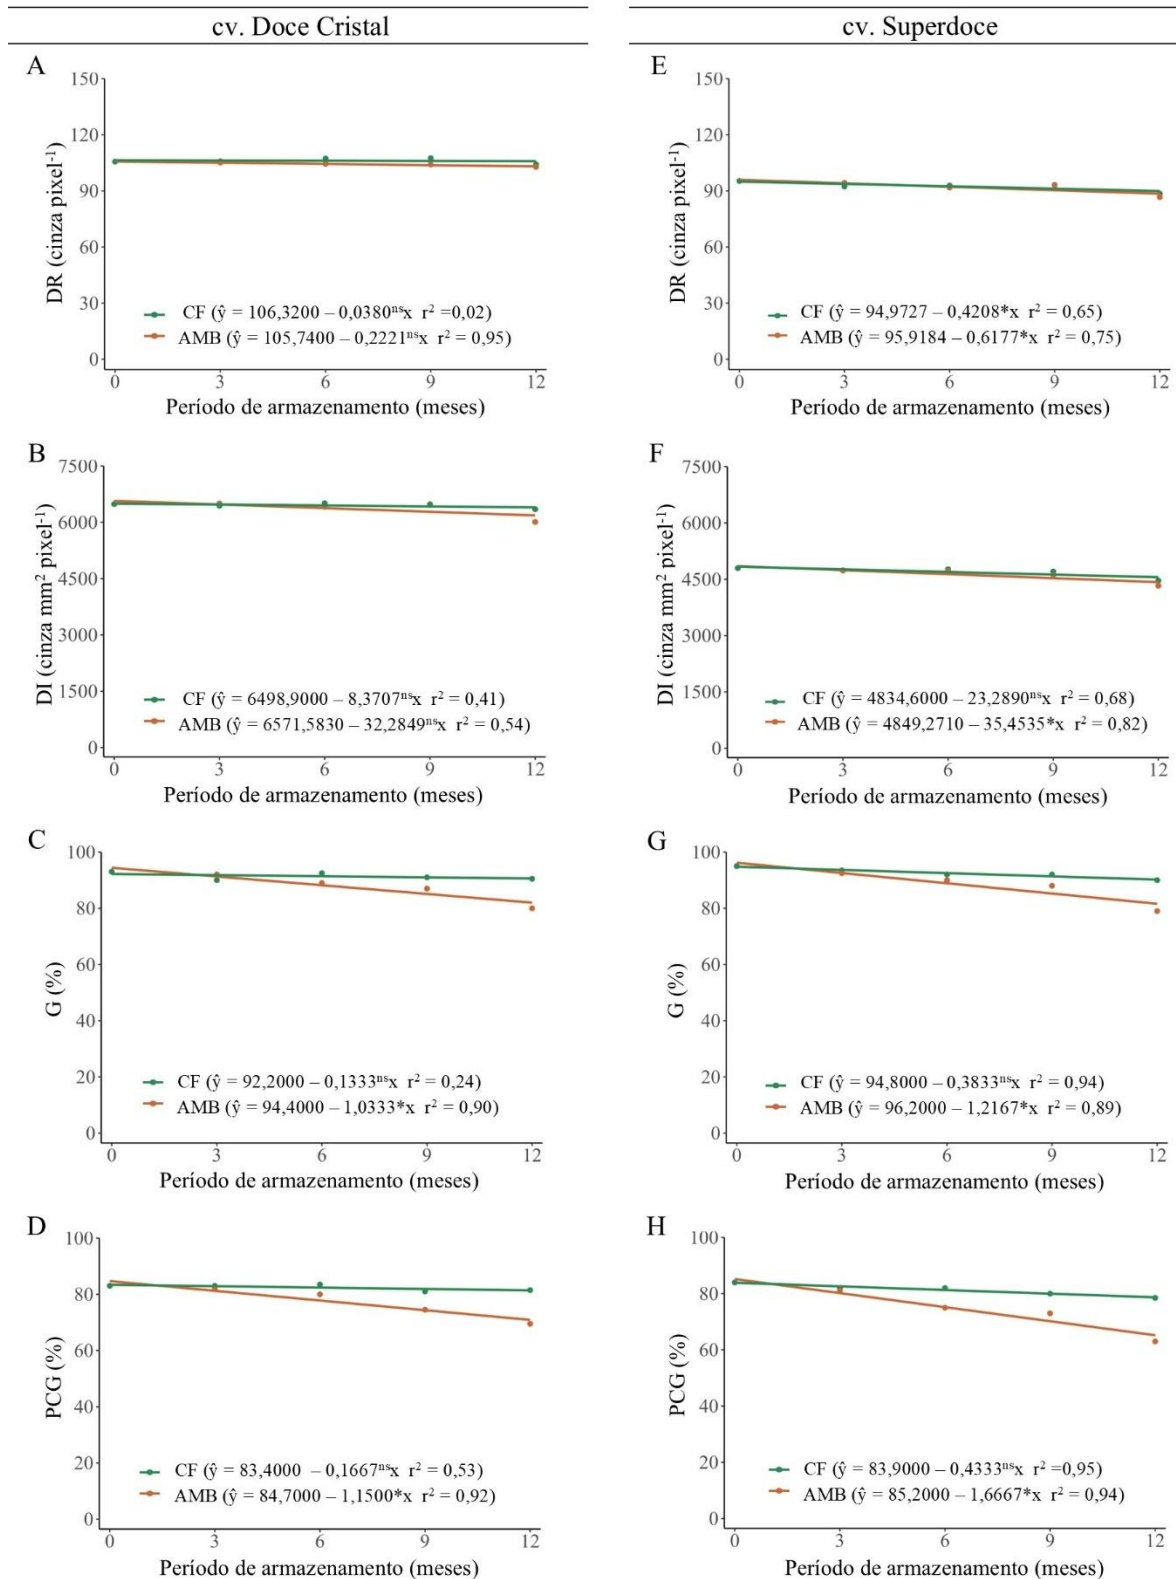 cv. Doce Cristal
A
DR (cinza pixel⁻¹)
150
120
90
60
30
0
CF (ŷ = 106,3200 – 0,0380ⁿˢx r² =0,02)
AMB (ŷ = 105,7400 – 0,2221ⁿˢx r² = 0,95)
0 3 6 9 12
Período de armazenamento (meses)
B
DI (cinza mm² pixel⁻¹)
7500
6000
4500
3000
1500
0
CF (ŷ = 6498,9000 – 8,3707ⁿˢx r² = 0,41)
AMB (ŷ = 6571,5830 – 32,2849ⁿˢx r² = 0,54)
0 3 6 9 12
Período de armazenamento (meses)
C
G (%)
100
80
60
40
20
0
CF (ŷ = 92,2000 – 0,1333ⁿˢx r² = 0,24)
AMB (ŷ = 94,4000 – 1,0333*x r² = 0,90)
0 3 6 9 12
Período de armazenamento (meses)
D
PCG (%)
100
80
60
40
20
0
CF (ŷ = 83,4000 – 0,1667ⁿˢx r² = 0,53)
AMB (ŷ = 84,7000 – 1,1500*x r² = 0,92)
0 3 6 9 12
Período de armazenamento (meses)
cv. Superdoce
E
DR (cinza pixel⁻¹)
150
120
90
60
30
0
CF (ŷ = 94,9727 – 0,4208*x r² = 0,65)
AMB (ŷ = 95,9184 – 0,6177*x r² = 0,75)
0 3 6 9 12
Período de armazenamento (meses)
F
DI (cinza mm² pixel⁻¹)
7500
6000
4500
3000
1500
0
CF (ŷ = 4834,6000 – 23,2890ⁿˢx r² = 0,68)
AMB (ŷ = 4849,2710 – 35,4535*x r² = 0,82)
0 3 6 9 12
Período de armazenamento (meses)
G
G (%)
100
80
60
40
20
0
CF (ŷ = 94,8000 – 0,3833ⁿˢx r² = 0,94)
AMB (ŷ = 96,2000 – 1,2167*x r² = 0,89)
0 3 6 9 12
Período de armazenamento (meses)
H
PCG (%)
100
80
60
40
20
0
CF (ŷ = 83,9000 – 0,4333ⁿˢx r² =0,95)
AMB (ŷ = 85,2000 – 1,6667*x r² = 0,94)
0 3 6 9 12
Período de armazenamento (meses)